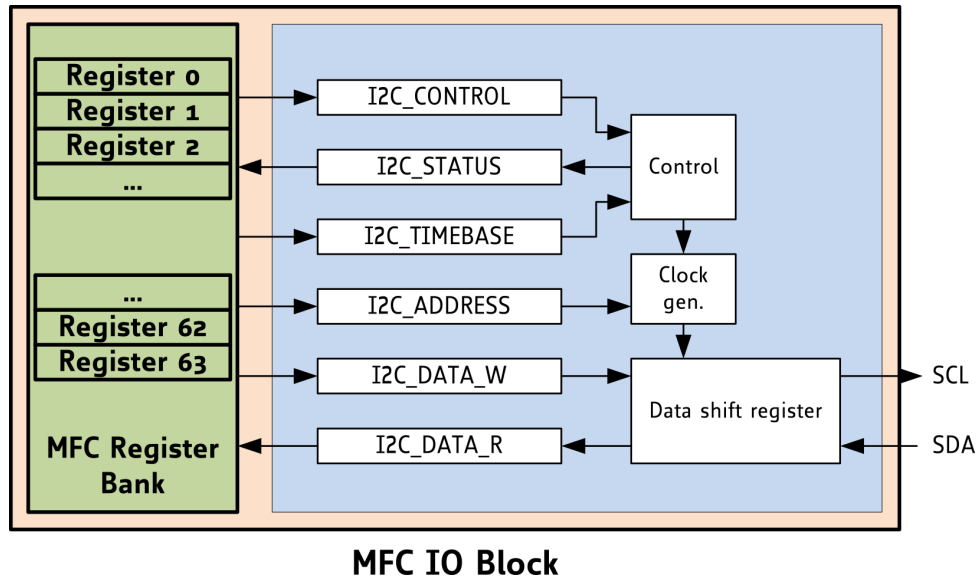 Register 0
Register 1
Register 2
...
...
Register 62
Register 63
MFC Register
Bank
I2C_CONTROL
I2C_STATUS
I2C_TIMEBASE
I2C_ADDRESS
I2C_DATA_W
I2C_DATA_R
Control
Clock
gen.
Data shift register
SCL
SDA
MFC IO Block